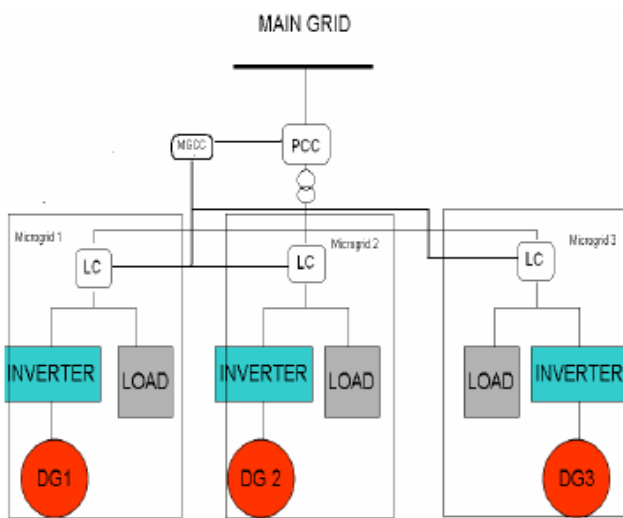 MAIN GRID
MGCC
PCC
Microgrid 1
Microgrid 2
Microgrid 3
LC
LC
LC
INVERTER
LOAD
INVERTER
LOAD
LOAD
INVERTER
DG1
DG 2
DG3